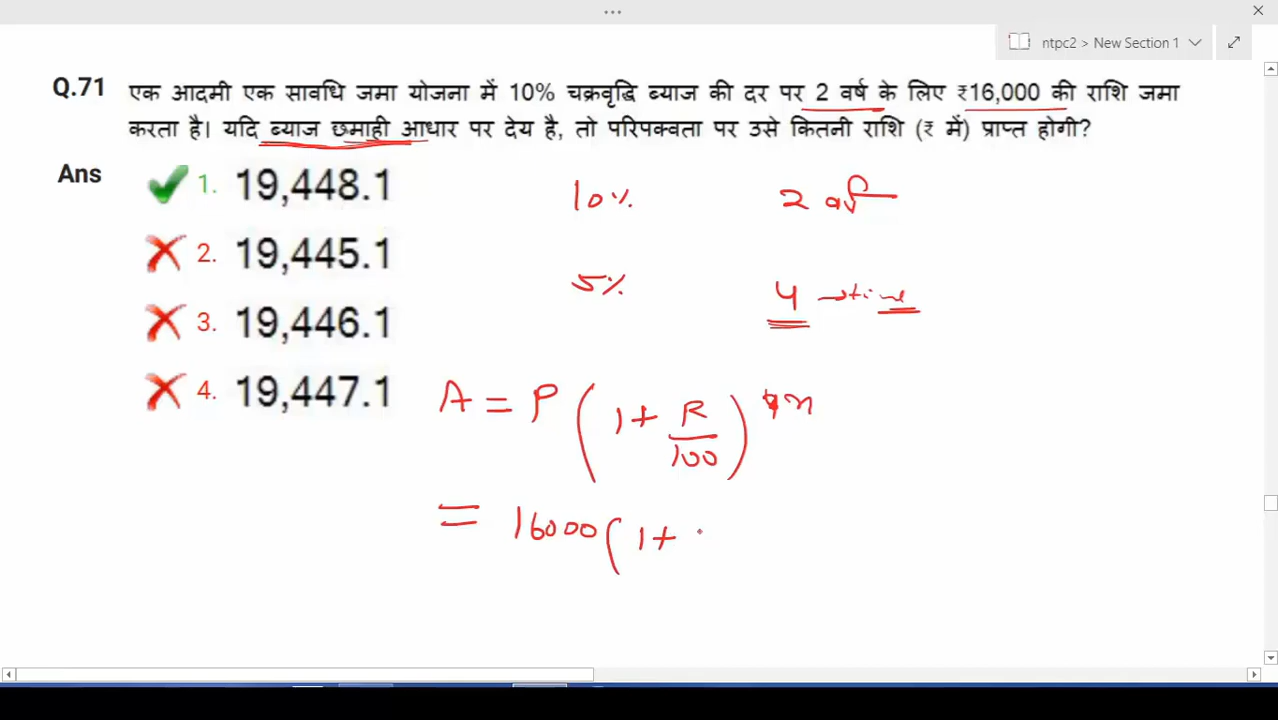 ntpc2 > New Section 1
Q.71 एक आदमी एक सावधि जमा योजना में 10% चक्रवृद्धि ब्याज की दर पर 2 वर्ष के लिए ₹16,000 की राशि जमा
करता है। यदि ब्याज छमाही आधार पर देय है, तो परिपक्वता पर उसे कितनी राशि (₹ में) प्राप्त होगी?
Ans
1. 19,448.1
10% 2 वर्ष
2. 19,445.1
5% 4 time
3. 19,446.1
4. 19,447.1
A = P (1 + R/100)^n
= 16000 (1 +